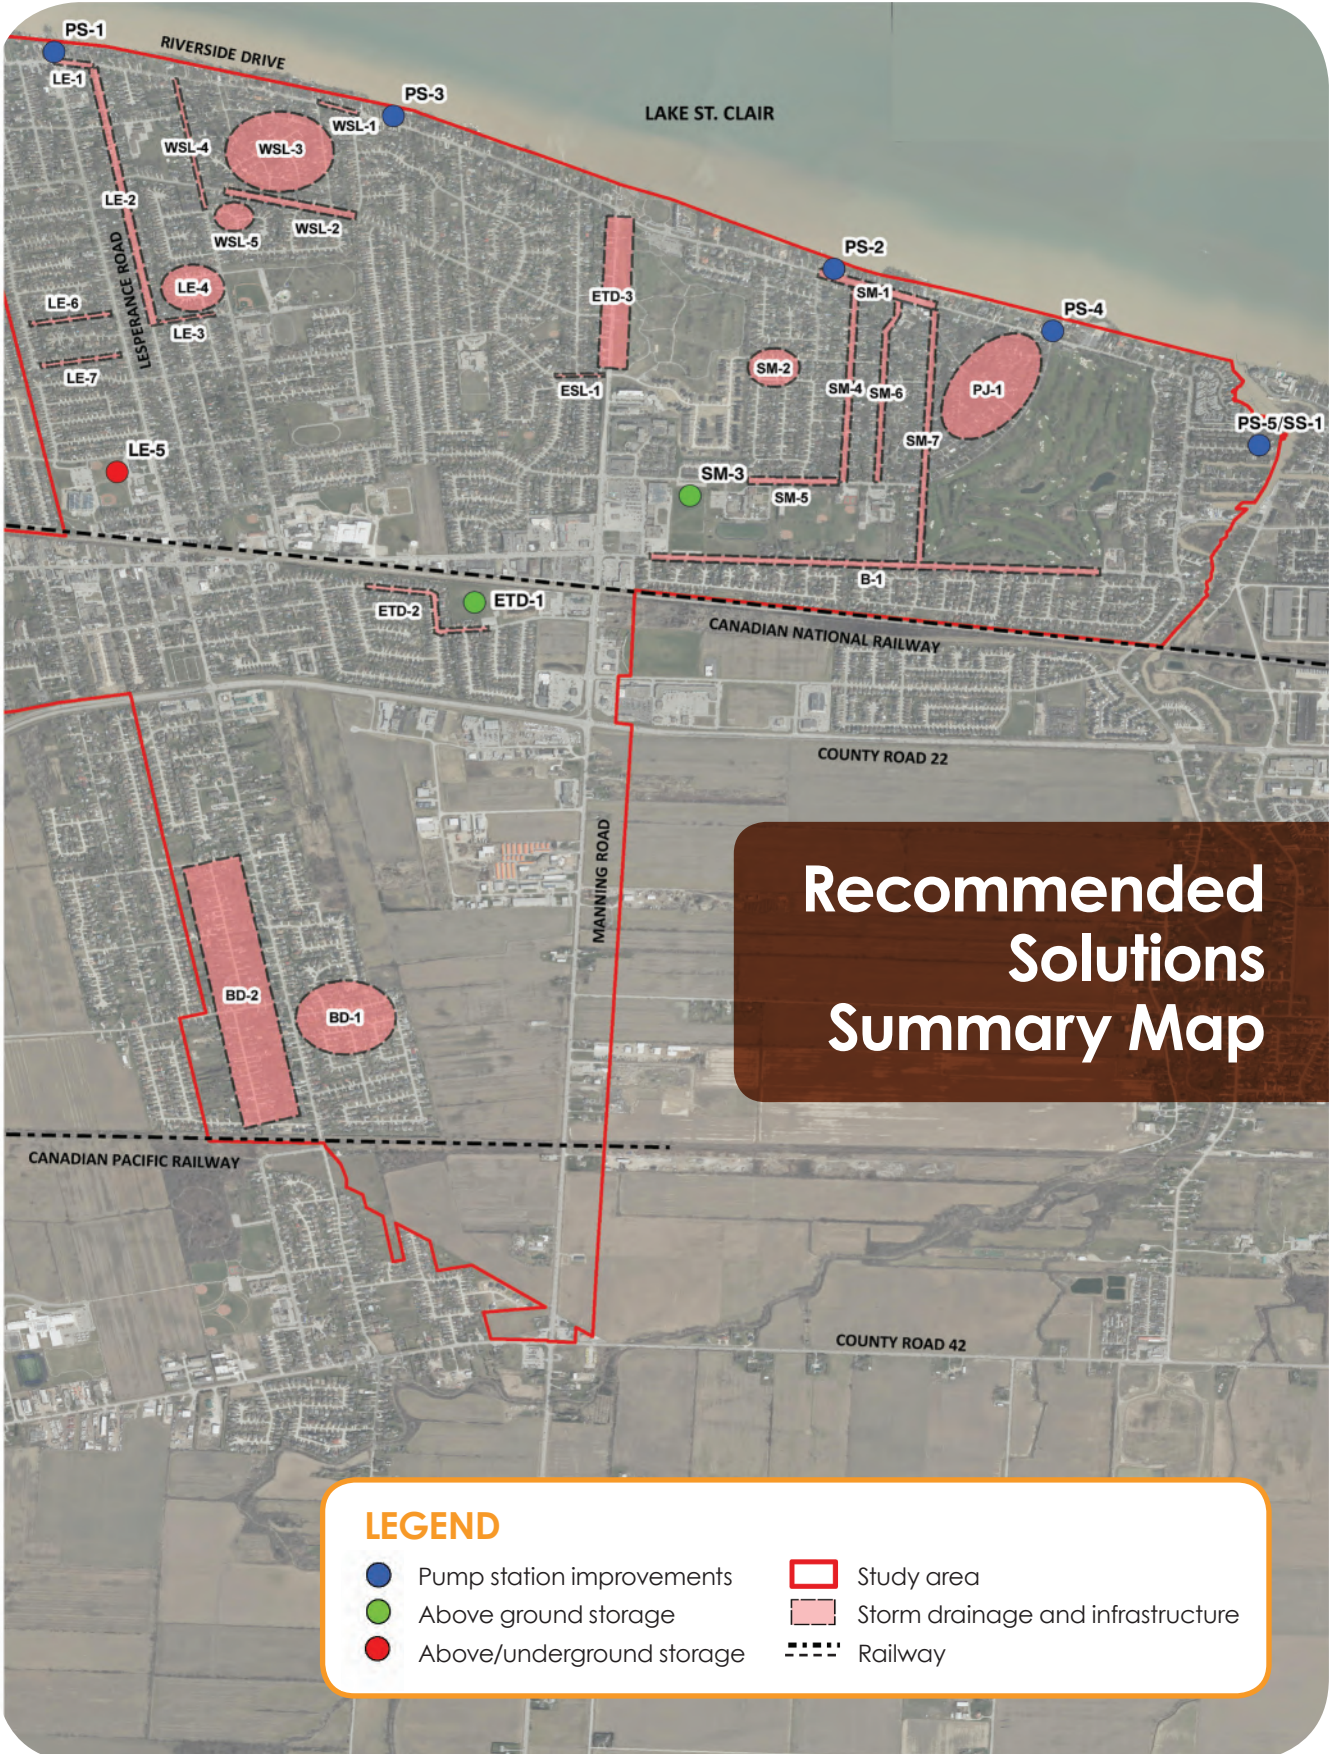 PS-1
RIVERSIDE DRIVE
LE-1
PS-3
LAKE ST. CLAIR
WSL-1
WSL-4
WSL-3
LE-2
WSL-2
WSL-5
PS-2
LESPERANCE ROAD
LE-4
ETD-3
SM-1
LE-6
PS-4
LE-3
SM-2
LE-7
ESL-1
SM-4
SM-6
PJ-1
PS-5/SS-1
SM-7
LE-5
SM-3
SM-5
B-1
ETD-1
ETD-2
CANADIAN NATIONAL RAILWAY
COUNTY ROAD 22
MANNING ROAD
Recommended
Solutions
Summary Map
BD-2
BD-1
CANADIAN PACIFIC RAILWAY
COUNTY ROAD 42
LEGEND
Pump station improvements
Above ground storage
Above/underground storage
Study area
Storm drainage and infrastructure
Railway